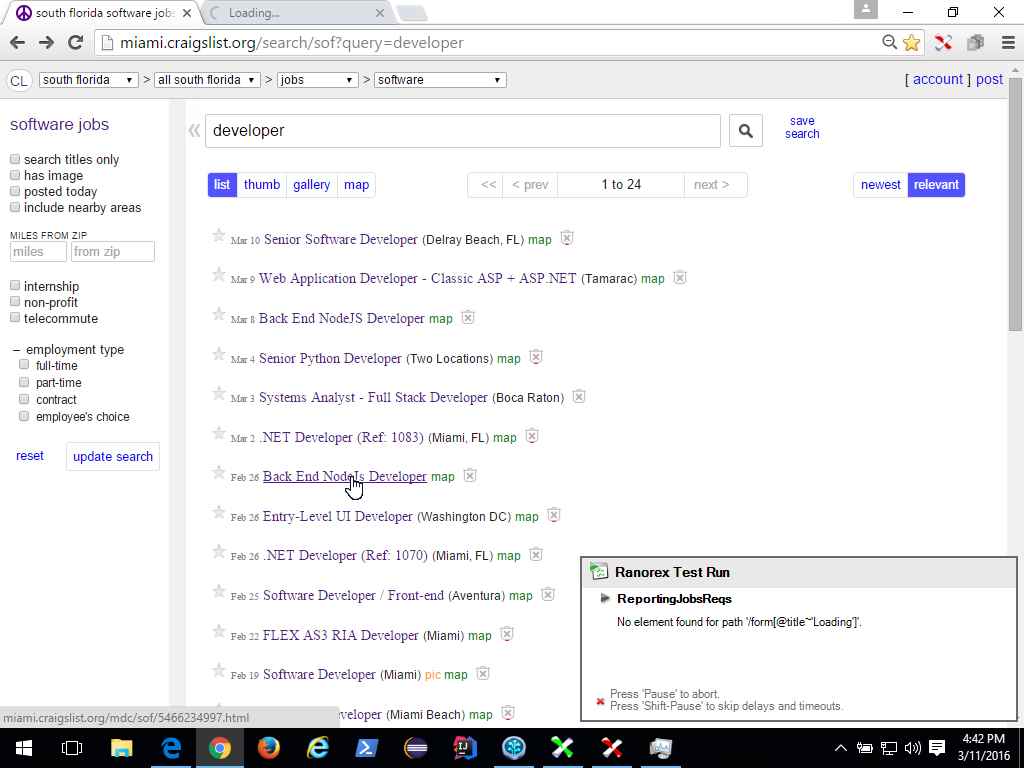 south florida software jobs
Loading...
miami.craigslist.org/search/sof?query=developer
CL south florida > all south florida > jobs > software [ account ] post
software jobs
search titles only
has image
posted today
include nearby areas
MILES FROM ZIP
miles from zip
internship
non-profit
telecommute
– employment type
full-time
part-time
contract
employee's choice
reset update search
« developer save search
list thumb gallery map << < prev 1 to 24 next > newest relevant
Mar 10 Senior Software Developer (Delray Beach, FL) map
Mar 9 Web Application Developer - Classic ASP + ASP.NET (Tamarac) map
Mar 8 Back End NodeJS Developer map
Mar 4 Senior Python Developer (Two Locations) map
Mar 3 Systems Analyst - Full Stack Developer (Boca Raton)
Mar 2 .NET Developer (Ref: 1083) (Miami, FL) map
Feb 26 Back End NodeJs Developer map
Feb 26 Entry-Level UI Developer (Washington DC) map
Feb 26 .NET Developer (Ref: 1070) (Miami, FL) map
Feb 25 Software Developer / Front-end (Aventura) map
Feb 22 FLEX AS3 RIA Developer (Miami) map
Feb 19 Software Developer (Miami) pic map
veloper (Miami Beach) map
miami.craigslist.org/mdc/sof/5466234997.html
Ranorex Test Run
ReportingJobsReqs
No element found for path '/form[@title~'Loading']'.
Press 'Pause' to abort.
Press 'Shift-Pause' to skip delays and timeouts.
4:42 PM
3/11/2016